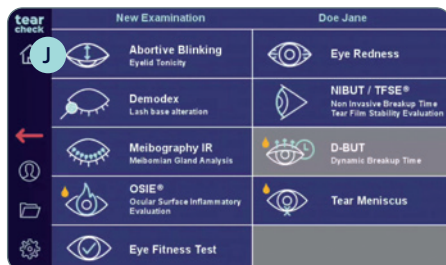 tear
check
New Examination
Doe Jane
J
Abortive Blinking
Eyelid Tonicity
Eye Redness
Demodex
Lash base alteration
NIBUT / TFSE®
Non Invasive Breakup Time
Tear Film Stability Evaluation
Meibography IR
Meibomian Gland Analysis
D-BUT
Dynamic Breakup Time
OSIE®
Ocular Surface Inflammatory
Evaluation
Tear Meniscus
Eye Fitness Test